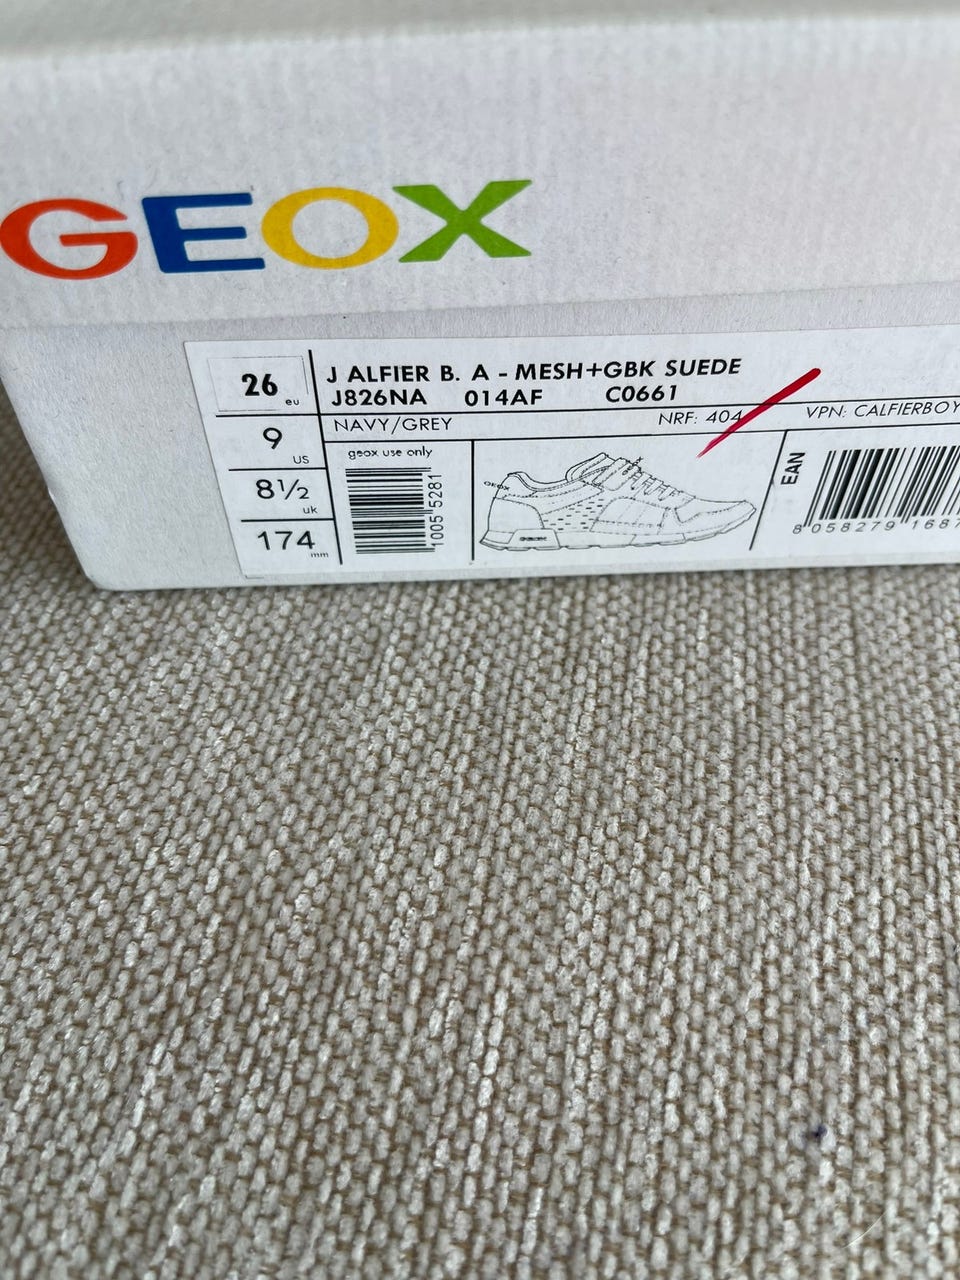 GEOX
26 eu
J ALFIER B. A - MESH+GBK SUEDE
J826NA 014AF C0661
9 US
NAVY/GREY NRF: 404 VPN: CALFIERBOY
8½ uk
geox use only
1005 5281
GEOX
GEOX
EAN
8 058279 1687
174 mm